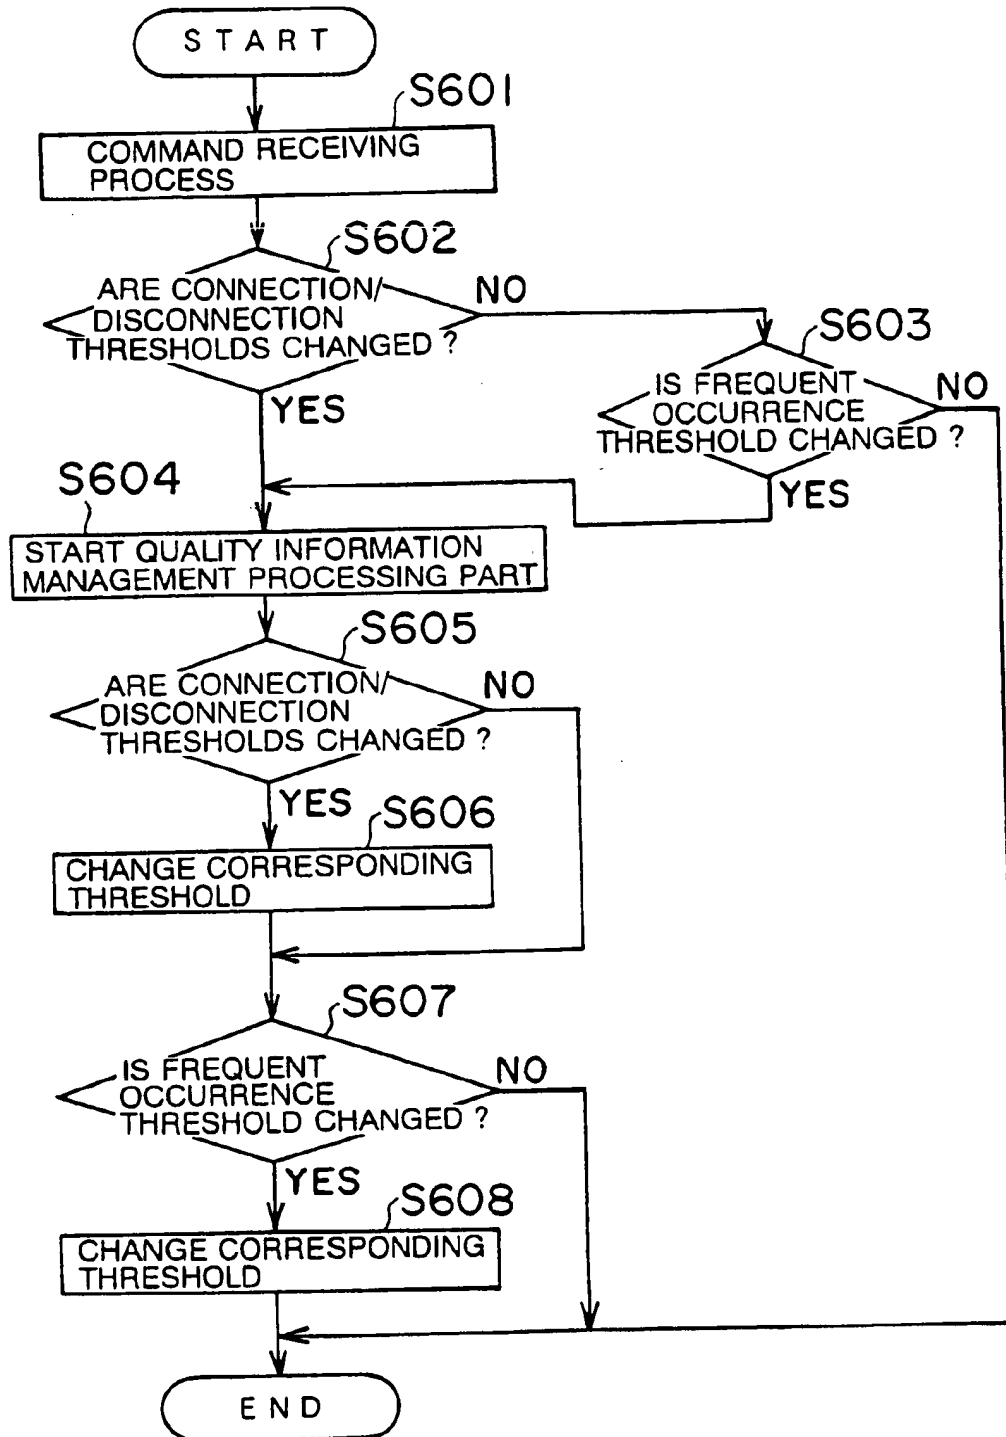 START
S601
COMMAND RECEIVING
PROCESS
S602
ARE CONNECTION/
DISCONNECTION
THRESHOLDS CHANGED ?
NO
YES
S603
IS FREQUENT
OCCURRENCE
THRESHOLD CHANGED ?
NO
YES
S604
START QUALITY INFORMATION
MANAGEMENT PROCESSING PART
S605
ARE CONNECTION/
DISCONNECTION
THRESHOLDS CHANGED ?
NO
YES
S606
CHANGE CORRESPONDING
THRESHOLD
S607
IS FREQUENT
OCCURRENCE
THRESHOLD CHANGED ?
NO
YES
S608
CHANGE CORRESPONDING
THRESHOLD
END